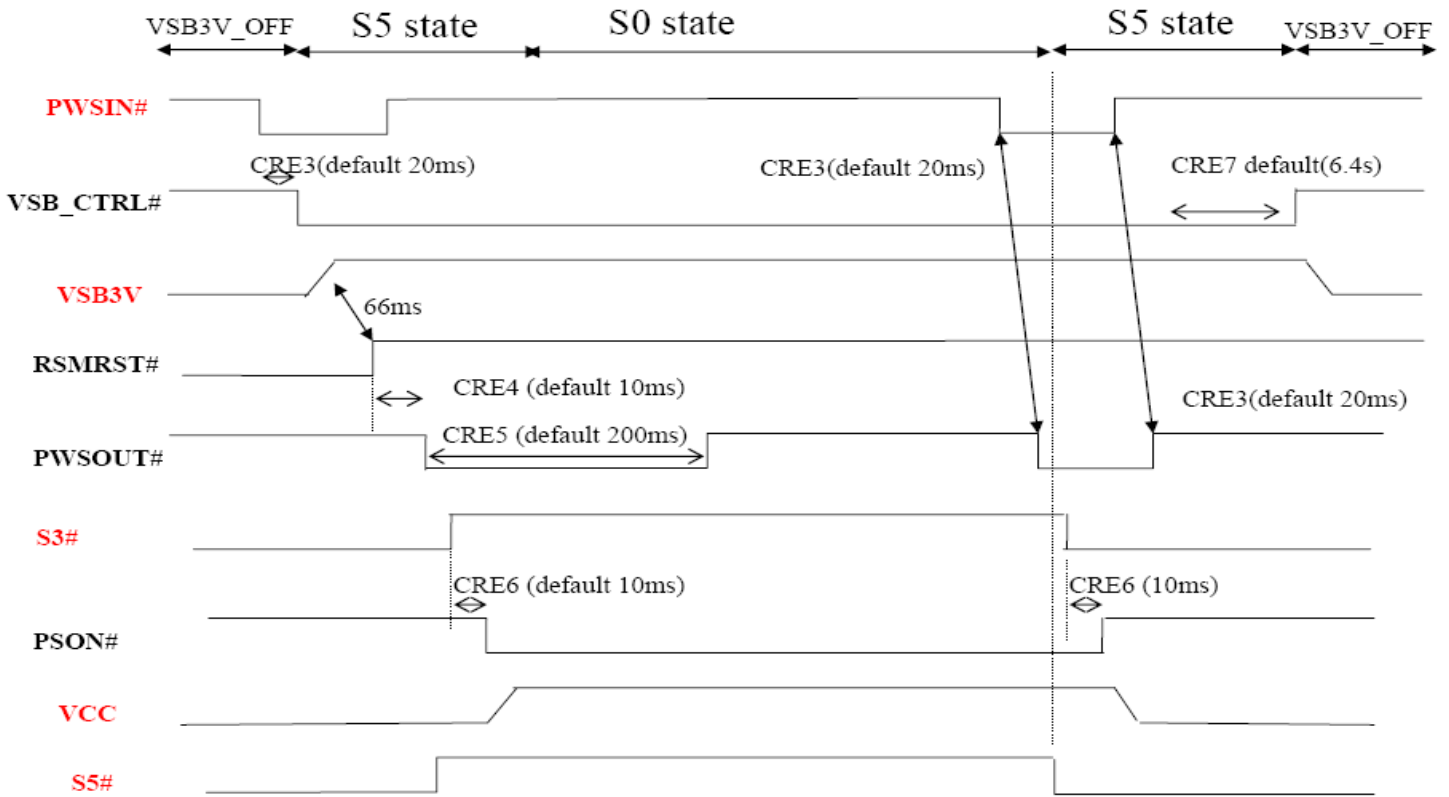 VSB3V_OFF S5 state S0 state S5 state VSB3V_OFF
PWSIN#
CRE3(default 20ms) CRE3(default 20ms) CRE7 default(6.4s)
VSB_CTRL#
VSB3V
66ms
RSMRST#
CRE4 (default 10ms) CRE3(default 20ms)
CRE5 (default 200ms)
PWSOUT#
S3#
CRE6 (default 10ms) CRE6 (10ms)
PSON#
VCC
S5#